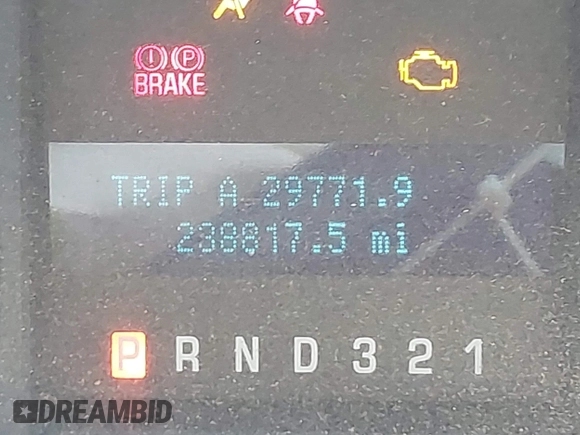 (!) (P)
BRAKE
TRIP A 29771.9
238817.5 mi
P R N D 3 2 1
DREAMBID